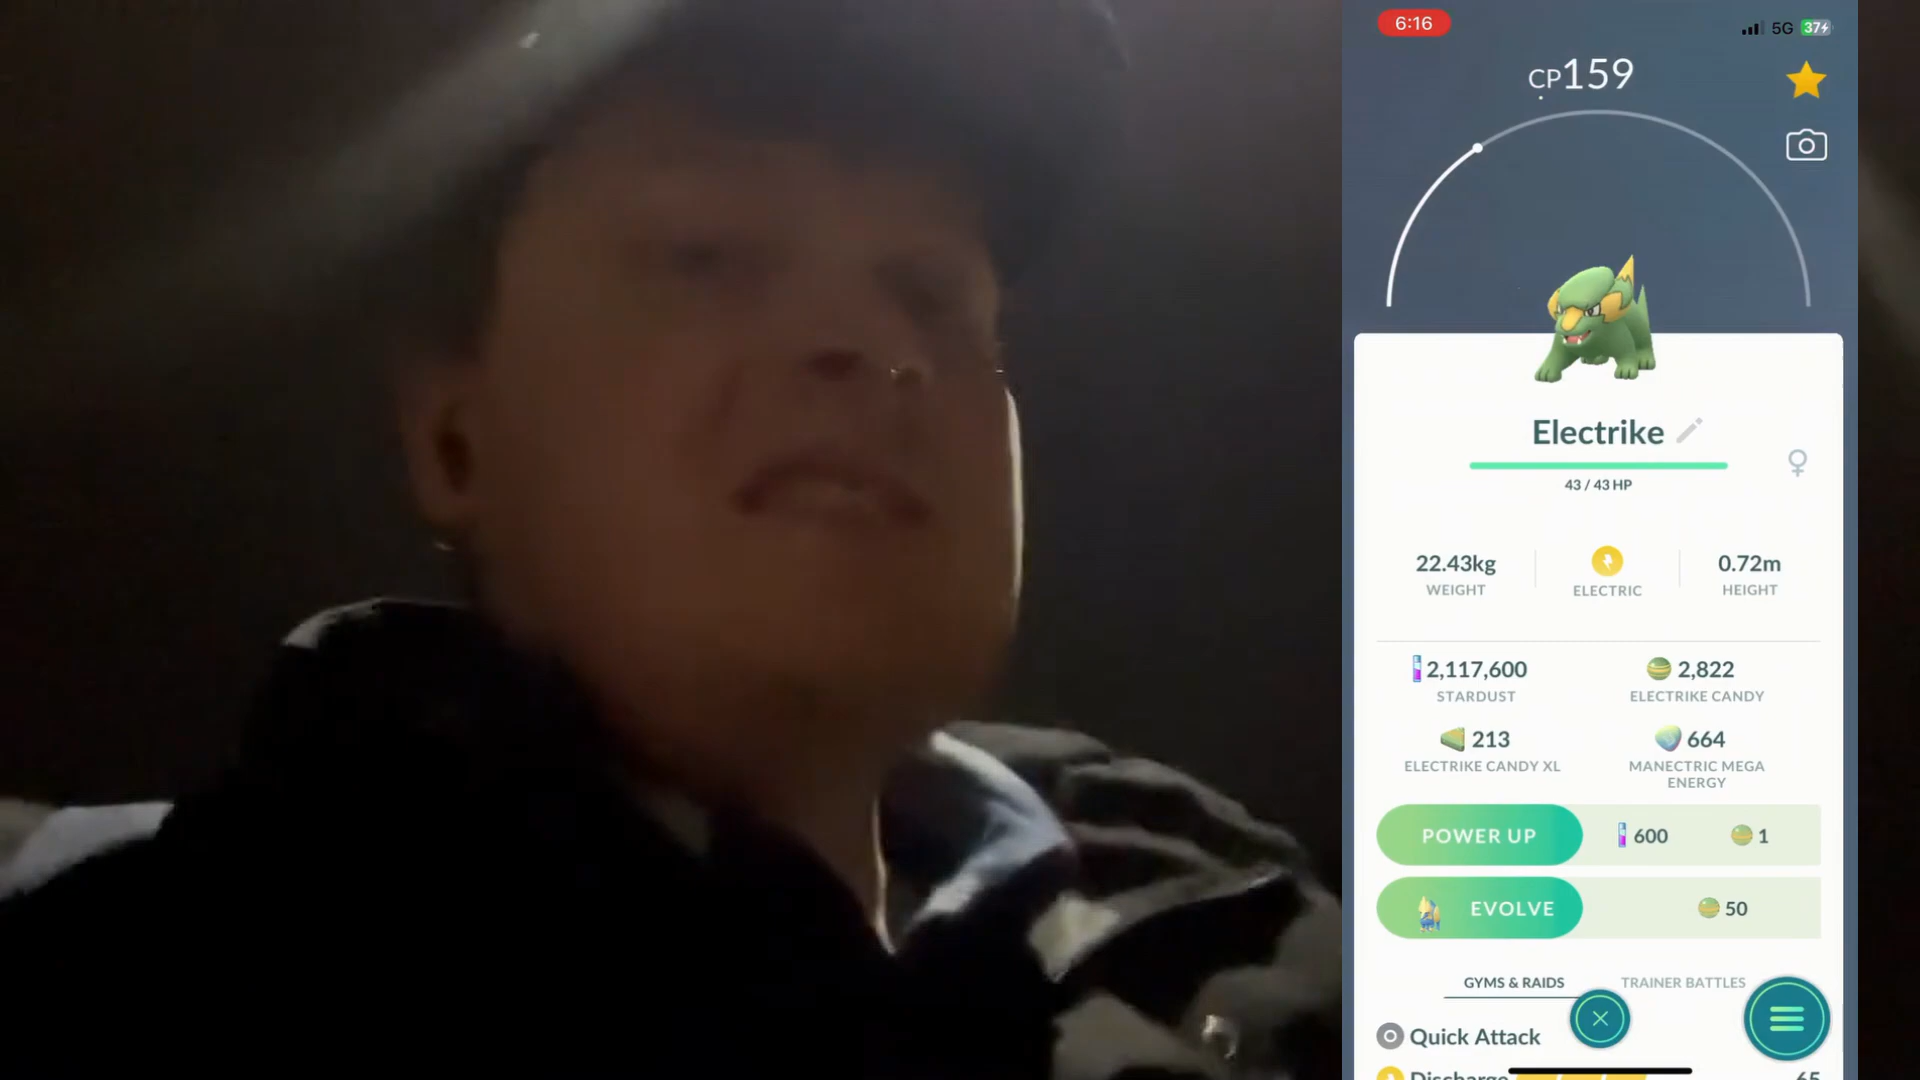 6:16
5G 37
CP159
Electrike
43 / 43 HP
22.43kg
WEIGHT
ELECTRIC
0.72m
HEIGHT
2,117,600
STARDUST
2,822
ELECTRIKE CANDY
213
ELECTRIKE CANDY XL
664
MANECTRIC MEGA
ENERGY
POWER UP
600
1
EVOLVE
50
GYMS & RAIDS
TRAINER BATTLES
Quick Attack
Discharge
65